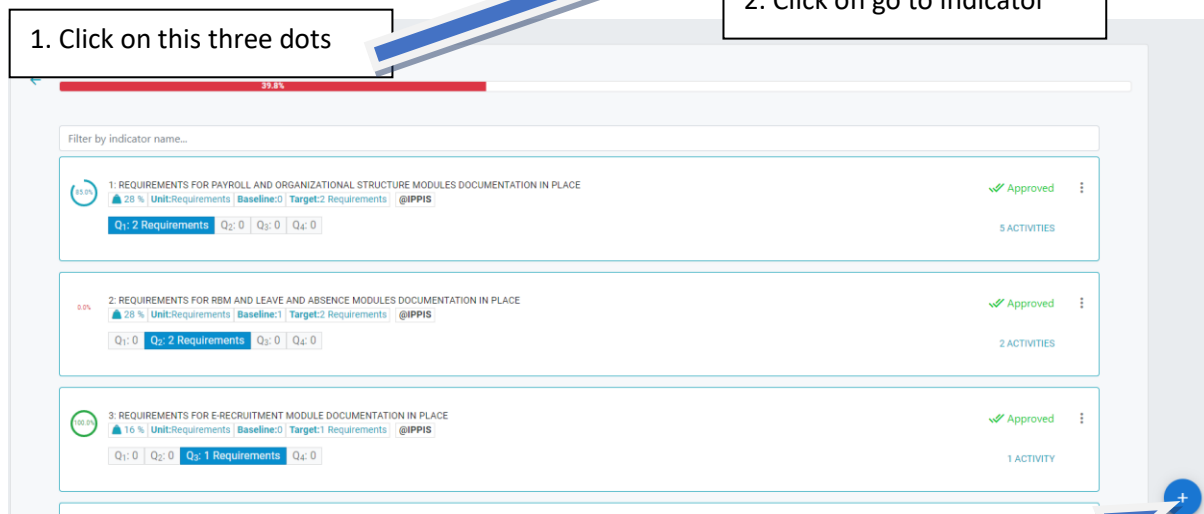 2. Click on go to indicator
1. Click on this three dots
39.8%
Filter by indicator name...
85.0%
1: REQUIREMENTS FOR PAYROLL AND ORGANIZATIONAL STRUCTURE MODULES DOCUMENTATION IN PLACE
28 % Unit:Requirements Baseline:0 Target:2 Requirements @IPPIS
Approved
Q1: 2 Requirements Q2: 0 Q3: 0 Q4: 0
5 ACTIVITIES
0.0%
2: REQUIREMENTS FOR RBM AND LEAVE AND ABSENCE MODULES DOCUMENTATION IN PLACE
28 % Unit:Requirements Baseline:1 Target:2 Requirements @IPPIS
Approved
Q1: 0 Q2: 2 Requirements Q3: 0 Q4: 0
2 ACTIVITIES
100.0%
3: REQUIREMENTS FOR E-RECRUITMENT MODULE DOCUMENTATION IN PLACE
16 % Unit:Requirements Baseline:0 Target:1 Requirements @IPPIS
Approved
Q1: 0 Q2: 0 Q3: 1 Requirements Q4: 0
1 ACTIVITY